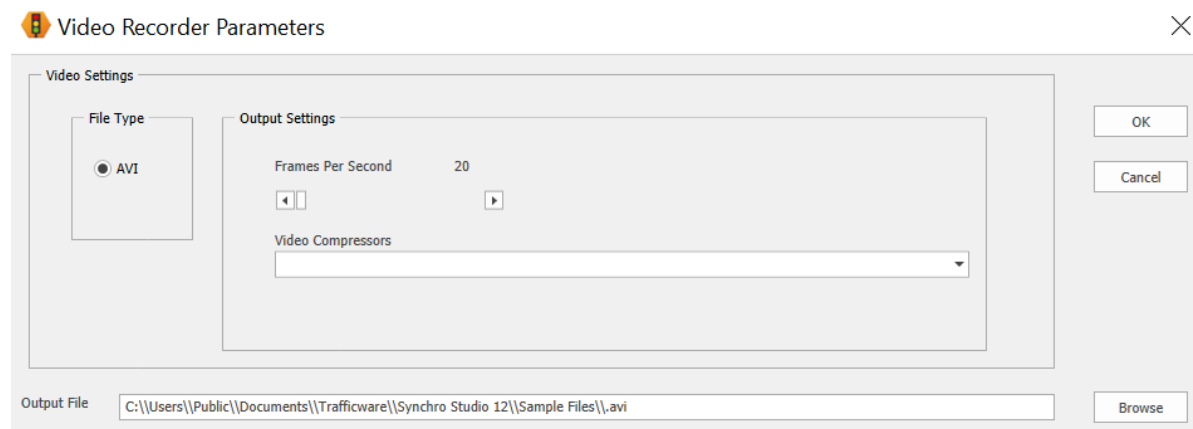 Video Recorder Parameters
Video Settings
File Type
AVI
Output Settings
Frames Per Second 20
Video Compressors
OK
Cancel
Output File C:\\Users\\Public\\Documents\\Trafficware\\Synchro Studio 12\\Sample Files\\.avi
Browse